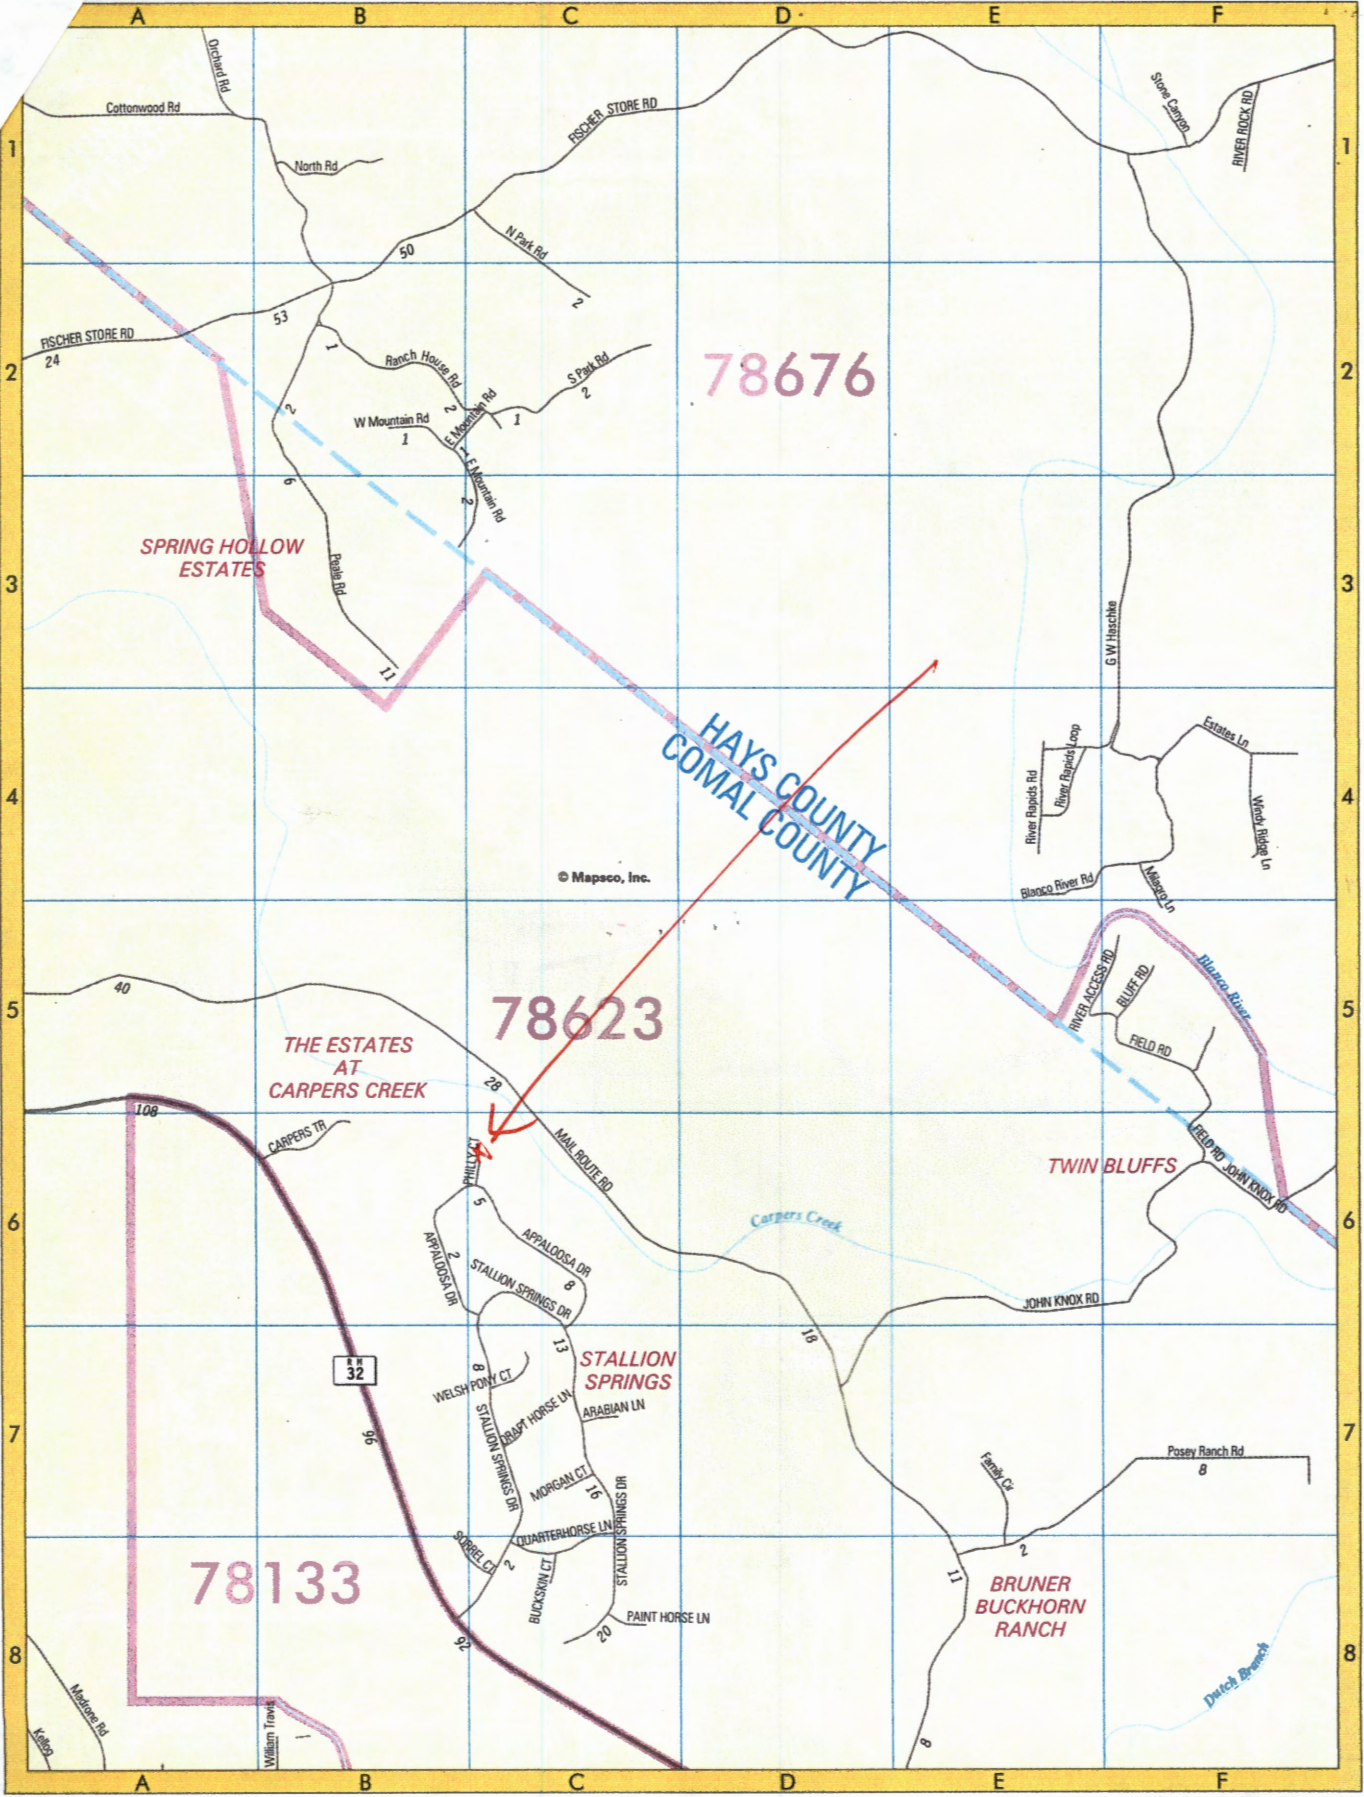 A B C D E F
Orchard Rd
Cottonwood Rd
FISCHER STORE RD
Stone Canyon
RIVER ROCK RD
1 1
North Rd
N Park Rd
50
2
53
FISCHER STORE RD
24
1
Ranch House Rd
2
S Park Rd
2
78676
2 2
2
W Mountain Rd
1
E Mountain Rd
1
1
E Mountain Rd
2
6
SPRING HOLLOW
ESTATES
Peale Rd
3 3
11
G W Haschke
HAYS COUNTY
COMAL COUNTY
Estates Ln
River Rapids Loop
River Rapids Rd
Windy Ridge Ln
4 4
© Mapsco, Inc.
Blanco River Rd
Milagro Ln
Blanco River
RIVER ACCESS RD
BLUFF RD
FIELD RD
40
5 5
78623
THE ESTATES
AT
CARPERS CREEK
28
108
CARPERS TR
PHILLY CT
MAIL ROUTE RD
FIELD RD
TWIN BLUFFS
JOHN KNOX RD
5
6 6
Carpers Creek
APPALOOSA DR
2
APPALOOSA DR
8
STALLION SPRINGS DR
JOHN KNOX RD
18
13
RM
32
8
STALLION
SPRINGS
WELSH PONY CT
DRAFT HORSE LN
ARABIAN LN
STALLION SPRINGS DR
96
7 7
Posey Ranch Rd
8
Family Cir
MORGAN CT
16
STALLION SPRINGS DR
QUARTERHORSE LN
SORREL CT
2
BUCKSKIN CT
2
11
BRUNER
BUCKHORN
RANCH
78133
PAINT HORSE LN
20
92
8 8
Dutch Branch
Madrone Rd
Kellog
William Travis
8
A B C D E F